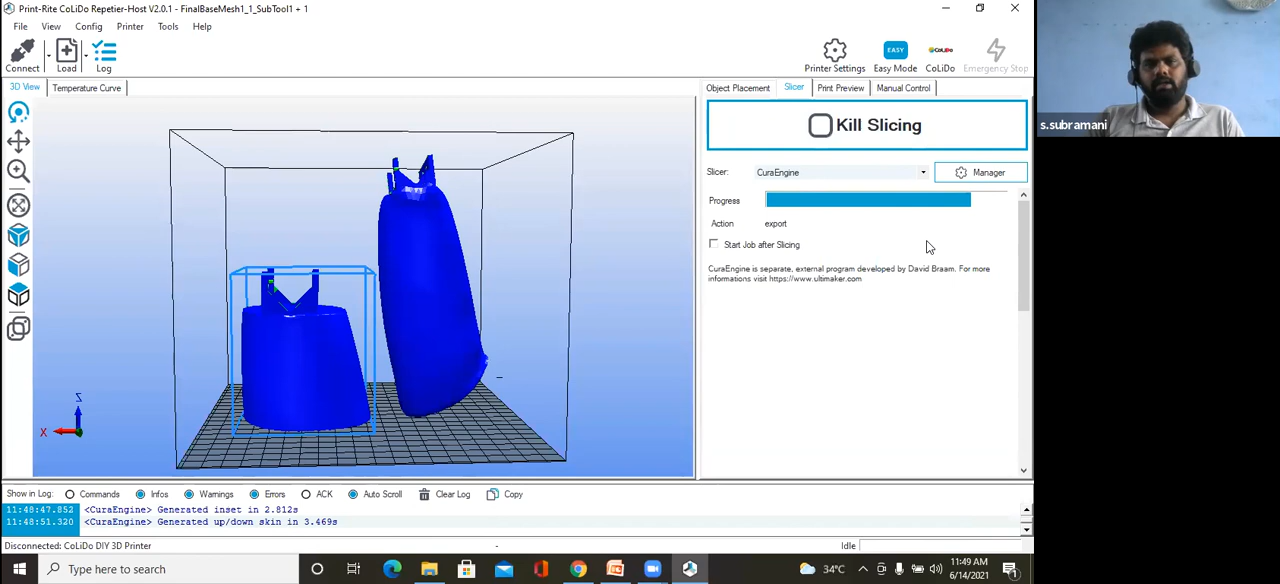 Print-Rite CoLiDo Repetier-Host V2.0.1 - FinalBaseMesh1_1_SubTool1 + 1
File View Config Printer Tools Help
Connect Load Log Printer Settings Easy Mode CoLiDo Emergency Stop
EASY
CoLiDo
3D View Temperature Curve
Object Placement Slicer Print Preview Manual Control
Kill Slicing
Slicer: CuraEngine Manager
Progress
Action export
Start Job after Slicing
CuraEngine is separate, external program developed by David Braam. For more
informations visit https://www.ultimaker.com
s.subramani
Z
X
Show in Log: Commands Infos Warnings Errors ACK Auto Scroll Clear Log Copy
11:48:47.852 <CuraEngine> Generated inset in 2.812s
11:48:51.320 <CuraEngine> Generated up/down skin in 3.469s
Disconnected: CoLiDo DIY 3D Printer - Idle
Type here to search
34°C
11:49 AM
6/14/2021
1